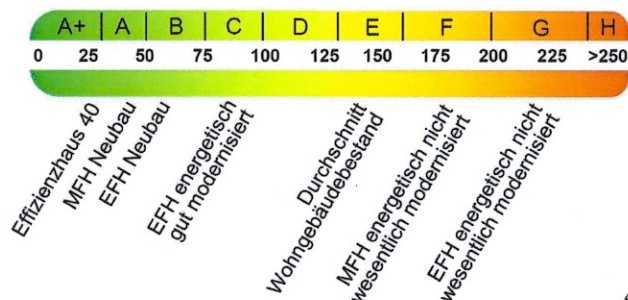 A+ A B C D E F G H
0 25 50 75 100 125 150 175 200 225 >250
Effizienzhaus 40
MFH Neubau
EFH Neubau
EFH energetisch
gut modernisiert
Durchschnitt
Wohngebäudebestand
MFH energetisch nicht
wesentlich modernisiert
EFH energetisch nicht
wesentlich modernisiert